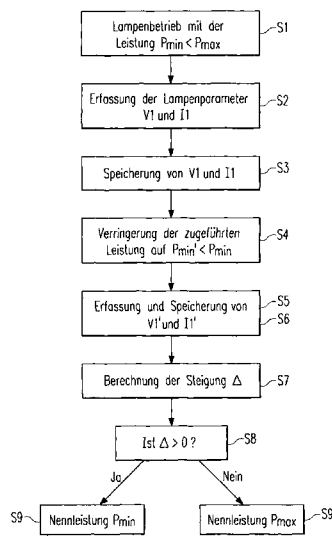 Lampenbetrieb mit der
Leistung Pmin < Pmax
S1
Erfassung der Lampenparameter
V1 und I1
S2
Speicherung von V1 und I1
S3
Verringerung der zugeführten
Leistung auf Pmin' < Pmin
S4
Erfassung und Speicherung von
V1' und I1'
S5
S6
Berechnung der Steigung Δ
S7
Ist Δ > 0 ?
S8
Ja
Nein
S9
Nennleistung Pmin
Nennleistung Pmax
S9